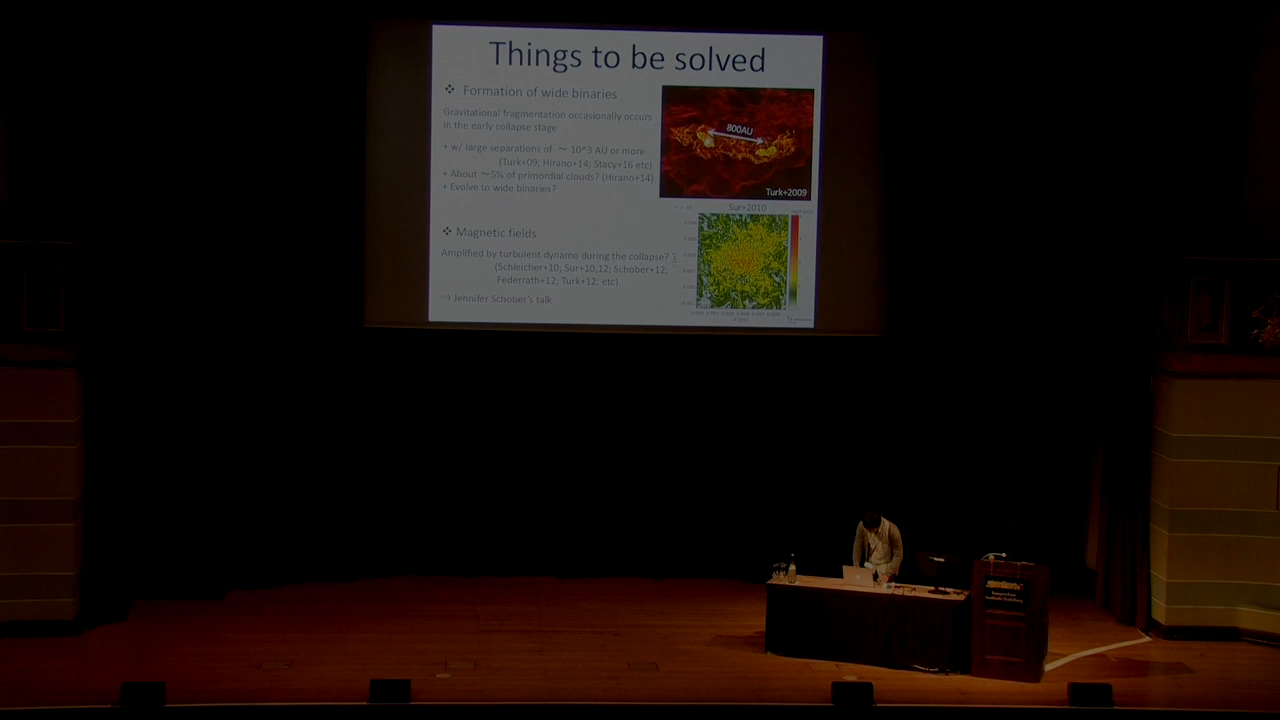 Things to be solved
❖ Formation of wide binaries
Gravitational fragmentation occasionally occurs
in the early collapse stage
+ w/ large separations of ～ 10^3 AU or more
(Turk+09; Hirano+14; Stacy+16 etc)
+ About ～5% of primordial clouds? (Hirano+14)
+ Evolve to wide binaries?
800AU
Turk+2009
❖ Magnetic fields
Amplified by turbulent dynamo during the collapse?
(Schleicher+10; Sur+10,12; Schober+12;
Federrath+12; Turk+12; etc)
⇒ Jennifer Schober's talk
Sur+2010